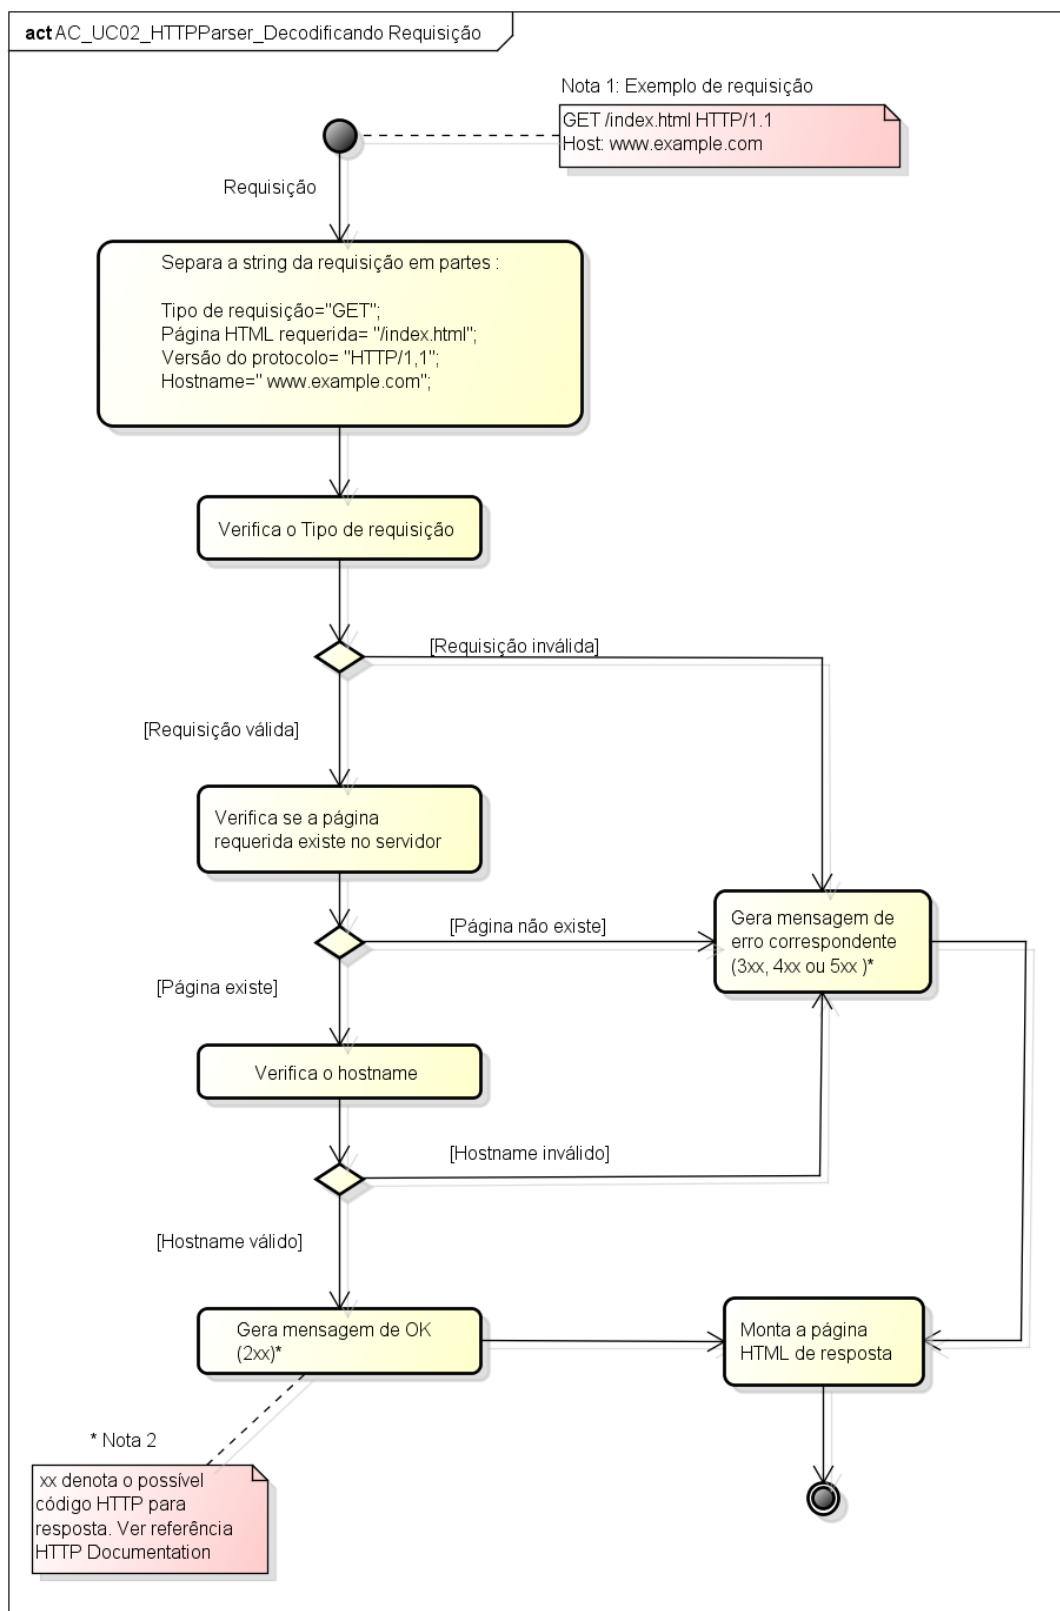 act AC_UC02_HTTPParser_Decodificando Requisição
Nota 1: Exemplo de requisição
GET /index.html HTTP/1.1
Host: www.example.com
Requisição
Separa a string da requisição em partes :
Tipo de requisição="GET";
Página HTML requerida= "/index.html";
Versão do protocolo= "HTTP/1,1";
Hostname=" www.example.com";
Verifica o Tipo de requisição
[Requisição inválida]
[Requisição válida]
Verifica se a página
requerida existe no servidor
[Página não existe]
Gera mensagem de
erro correspondente
(3xx, 4xx ou 5xx )*
[Página existe]
Verifica o hostname
[Hostname inválido]
[Hostname válido]
Gera mensagem de OK
(2xx)*
Monta a página
HTML de resposta
* Nota 2
xx denota o possível
código HTTP para
resposta. Ver referência
HTTP Documentation